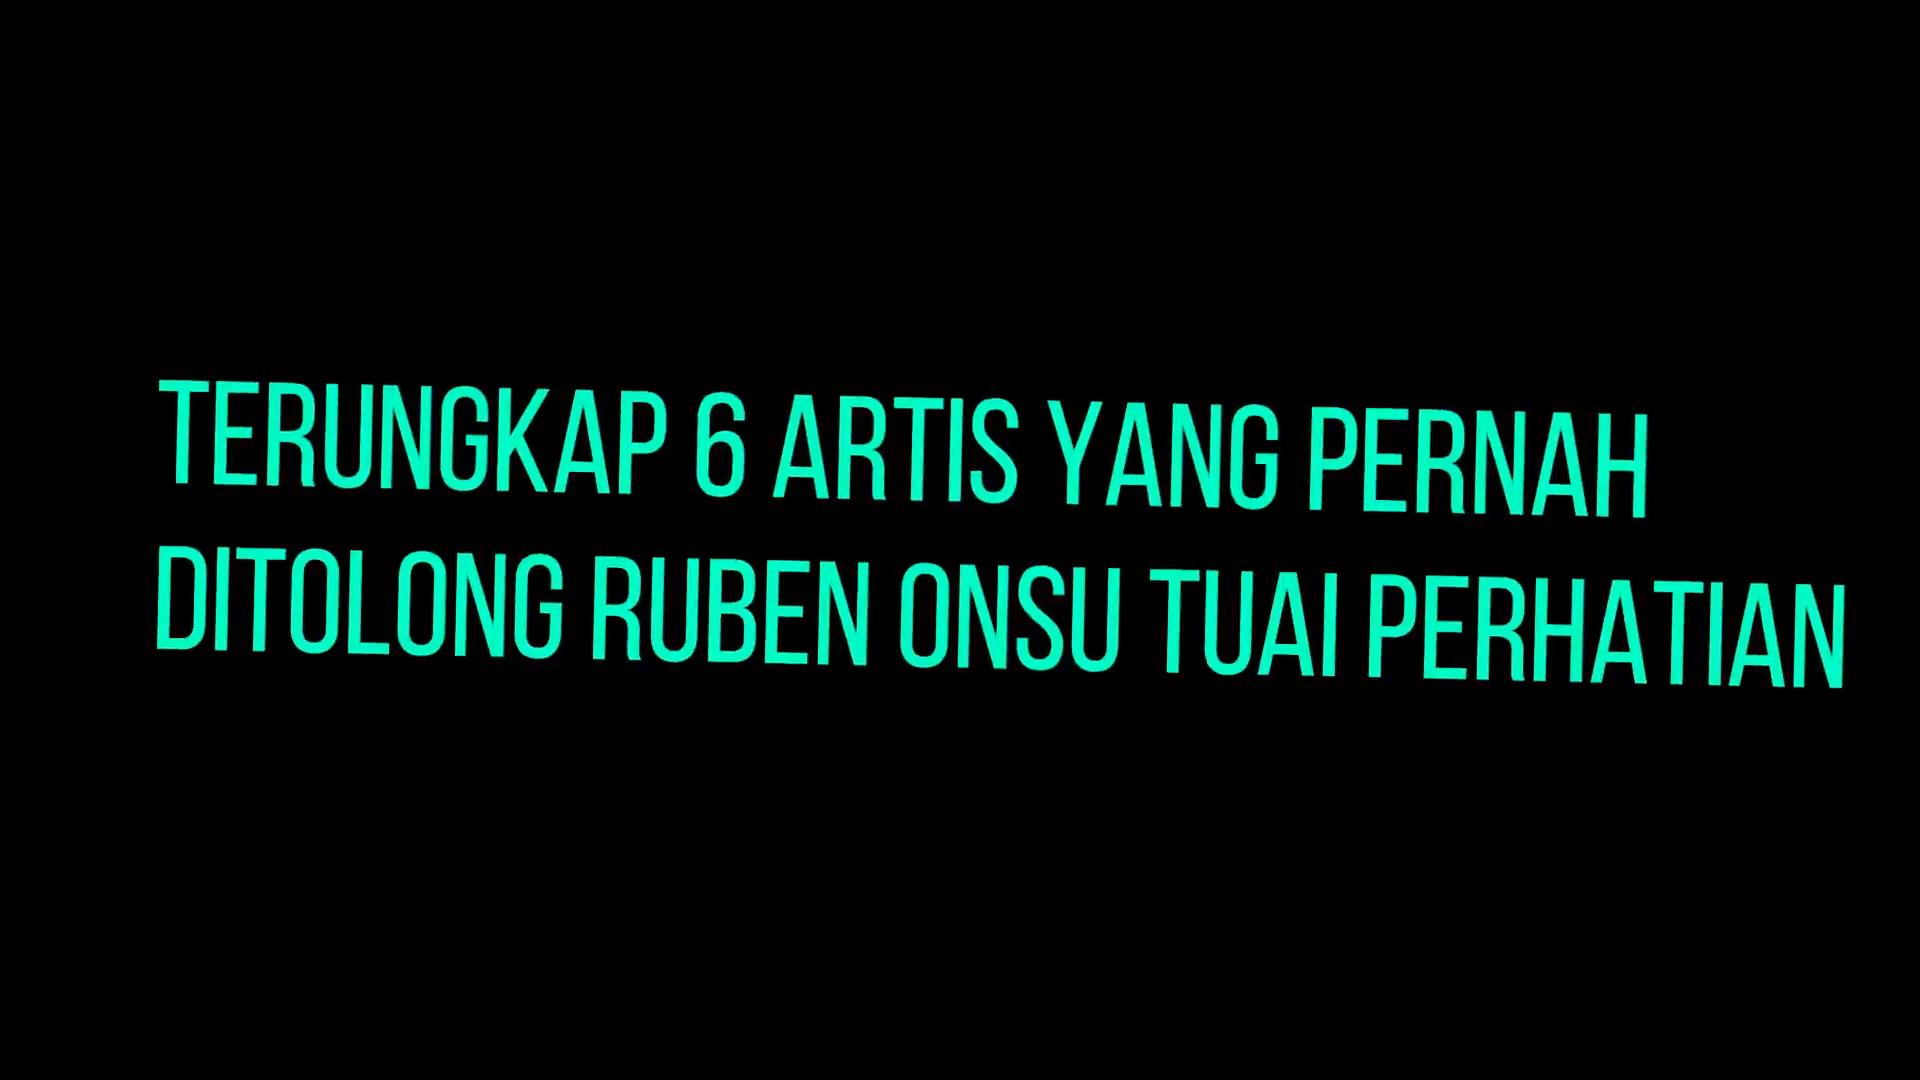 TERUNGKAP 6 ARTIS YANG PERNAH
DITOLONG RUBEN ONSU TUAI PERHATIAN